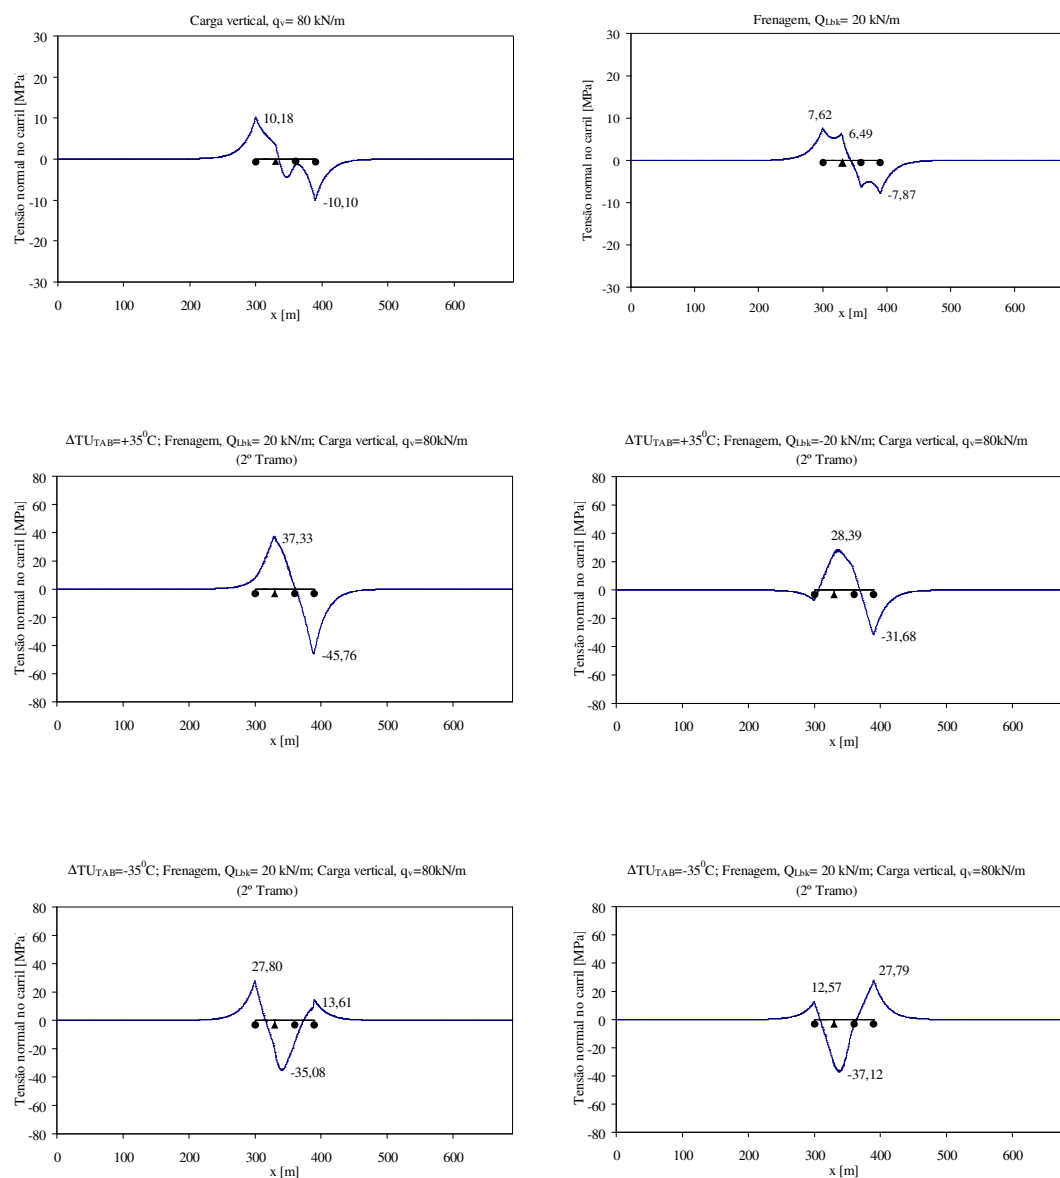 Carga vertical, qv= 80 kN/m
Tensão normal no carril [MPa]
30
20
10
0
-10
-20
-30
10,18
-10,10
0 100 200 300 400 500 600
x [m]
Frenagem, QLbk= 20 kN/m
Tensão normal no carril [MPa]
30
20
10
0
-10
-20
-30
7,62
6,49
-7,87
0 100 200 300 400 500 600
x [m]
ΔTUTAB=+35⁰C; Frenagem, QLbk= 20 kN/m; Carga vertical, qv=80kN/m
(2º Tramo)
Tensão normal no carril [MPa]
80
60
40
20
0
-20
-40
-60
-80
37,33
-45,76
0 100 200 300 400 500 600
x [m]
ΔTUTAB=+35⁰C; Frenagem, QLbk=-20 kN/m; Carga vertical, qv=80kN/m
(2º Tramo)
Tensão normal no carril [MPa]
80
60
40
20
0
-20
-40
-60
-80
28,39
-31,68
0 100 200 300 400 500 600
x [m]
ΔTUTAB=-35⁰C; Frenagem, QLbk= 20 kN/m; Carga vertical, qv=80kN/m
(2º Tramo)
Tensão normal no carril [MPa]
80
60
40
20
0
-20
-40
-60
-80
27,80
13,61
-35,08
0 100 200 300 400 500 600
x [m]
ΔTUTAB=-35⁰C; Frenagem, QLbk= 20 kN/m; Carga vertical, qv=80kN/m
(2º Tramo)
Tensão normal no carril [MPa]
80
60
40
20
0
-20
-40
-60
-80
12,57
27,79
-37,12
0 100 200 300 400 500 600
x [m]